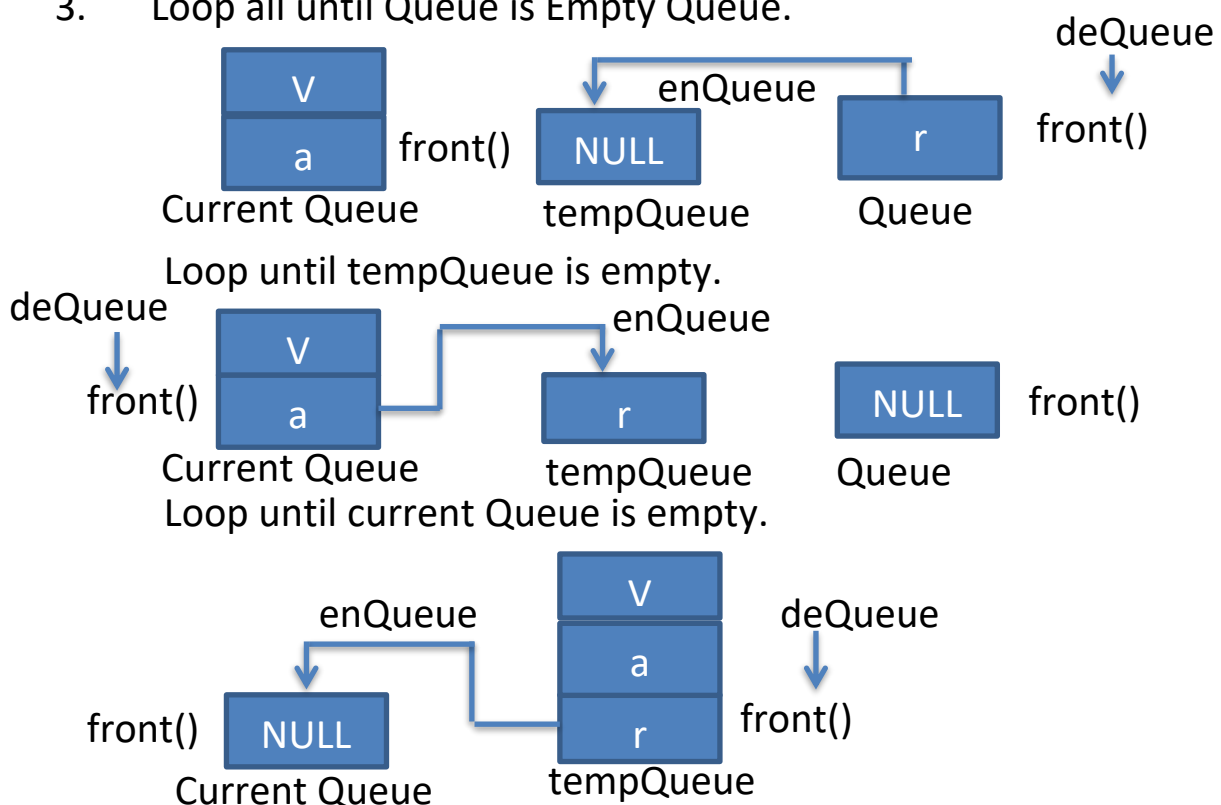 3. Loop all until Queue is Empty Queue.
deQueue
V
enQueue
a
front()
NULL
r
front()
Current Queue
tempQueue
Queue
Loop until tempQueue is empty.
deQueue
enQueue
V
front()
a
r
NULL
front()
Current Queue
tempQueue
Queue
Loop until current Queue is empty.
V
enQueue
deQueue
a
front()
NULL
r
front()
Current Queue
tempQueue